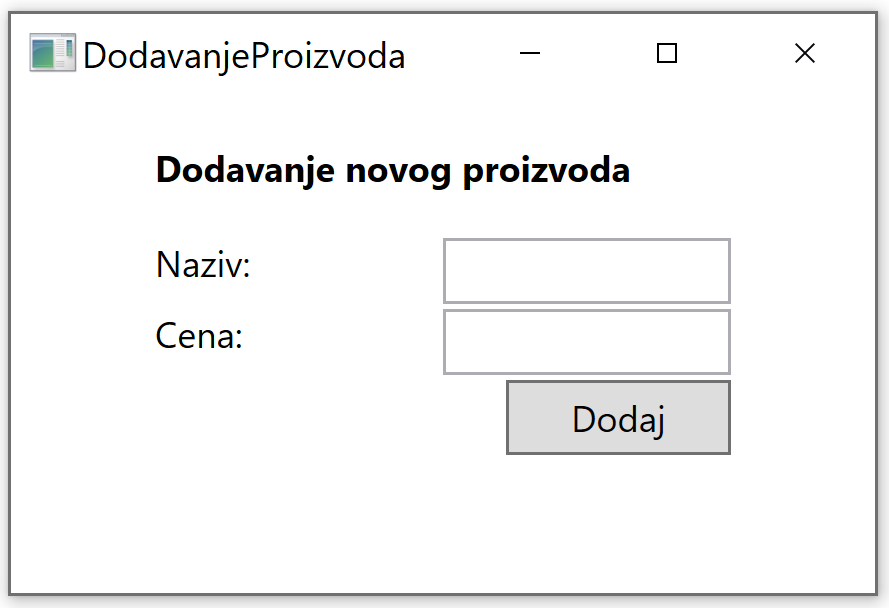 DodavanjeProizvoda
Dodavanje novog proizvoda
Naziv:
Cena:
Dodaj